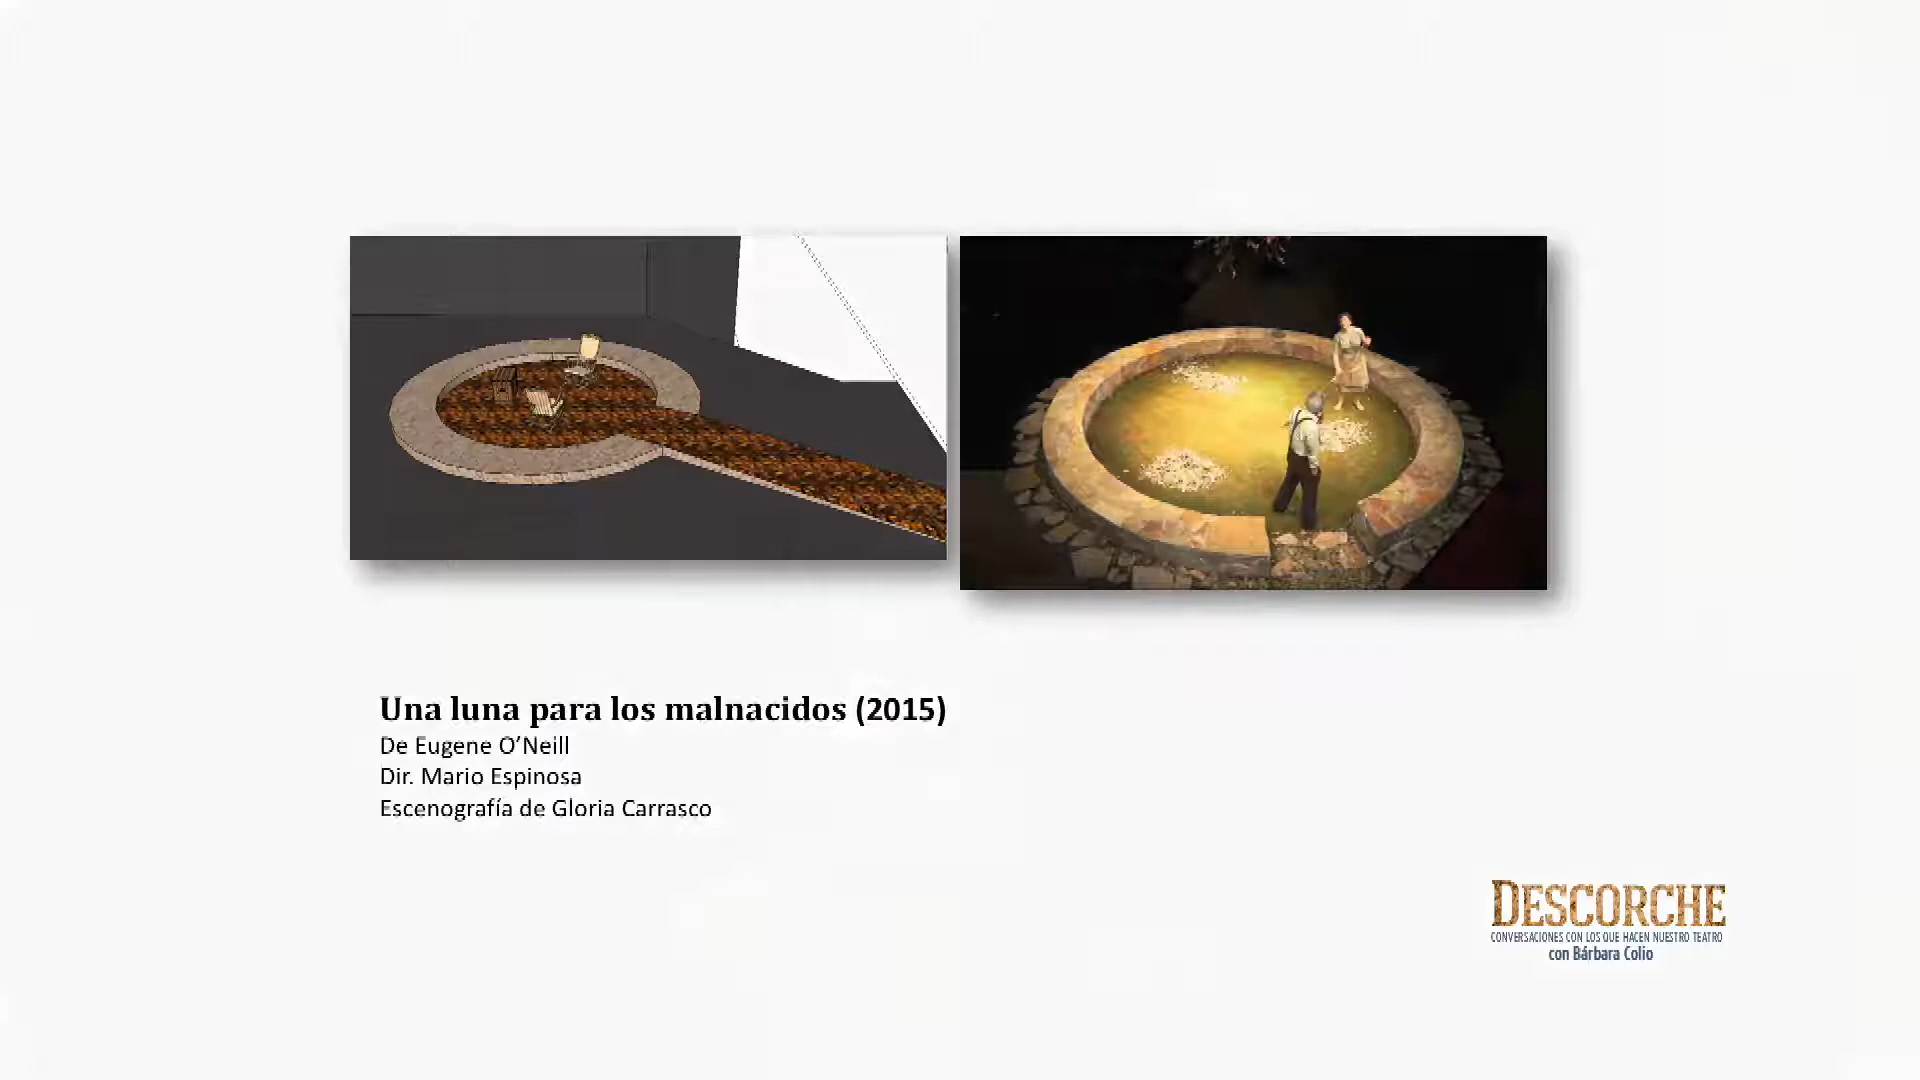 Una luna para los malnacidos (2015)
De Eugene O’Neill
Dir. Mario Espinosa
Escenografía de Gloria Carrasco
DESCORCHE
CONVERSACIONES CON LOS QUE HACEN NUESTRO TEATRO
con Bárbara Colio